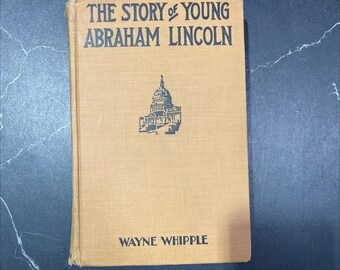 THE STORY OF YOUNG
ABRAHAM LINCOLN
WAYNE WHIPPLE